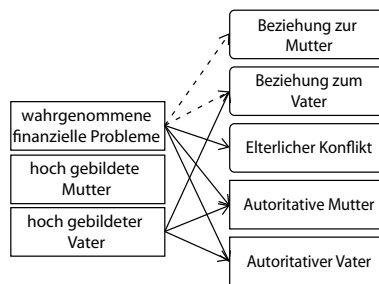 Beziehung zur
Mutter
Beziehung zum
Vater
wahrgenommene
finanzielle Probleme
Elterlicher Konflikt
hoch gebildete
Mutter
Autoritative Mutter
hoch gebildeter
Vater
Autoritativer Vater